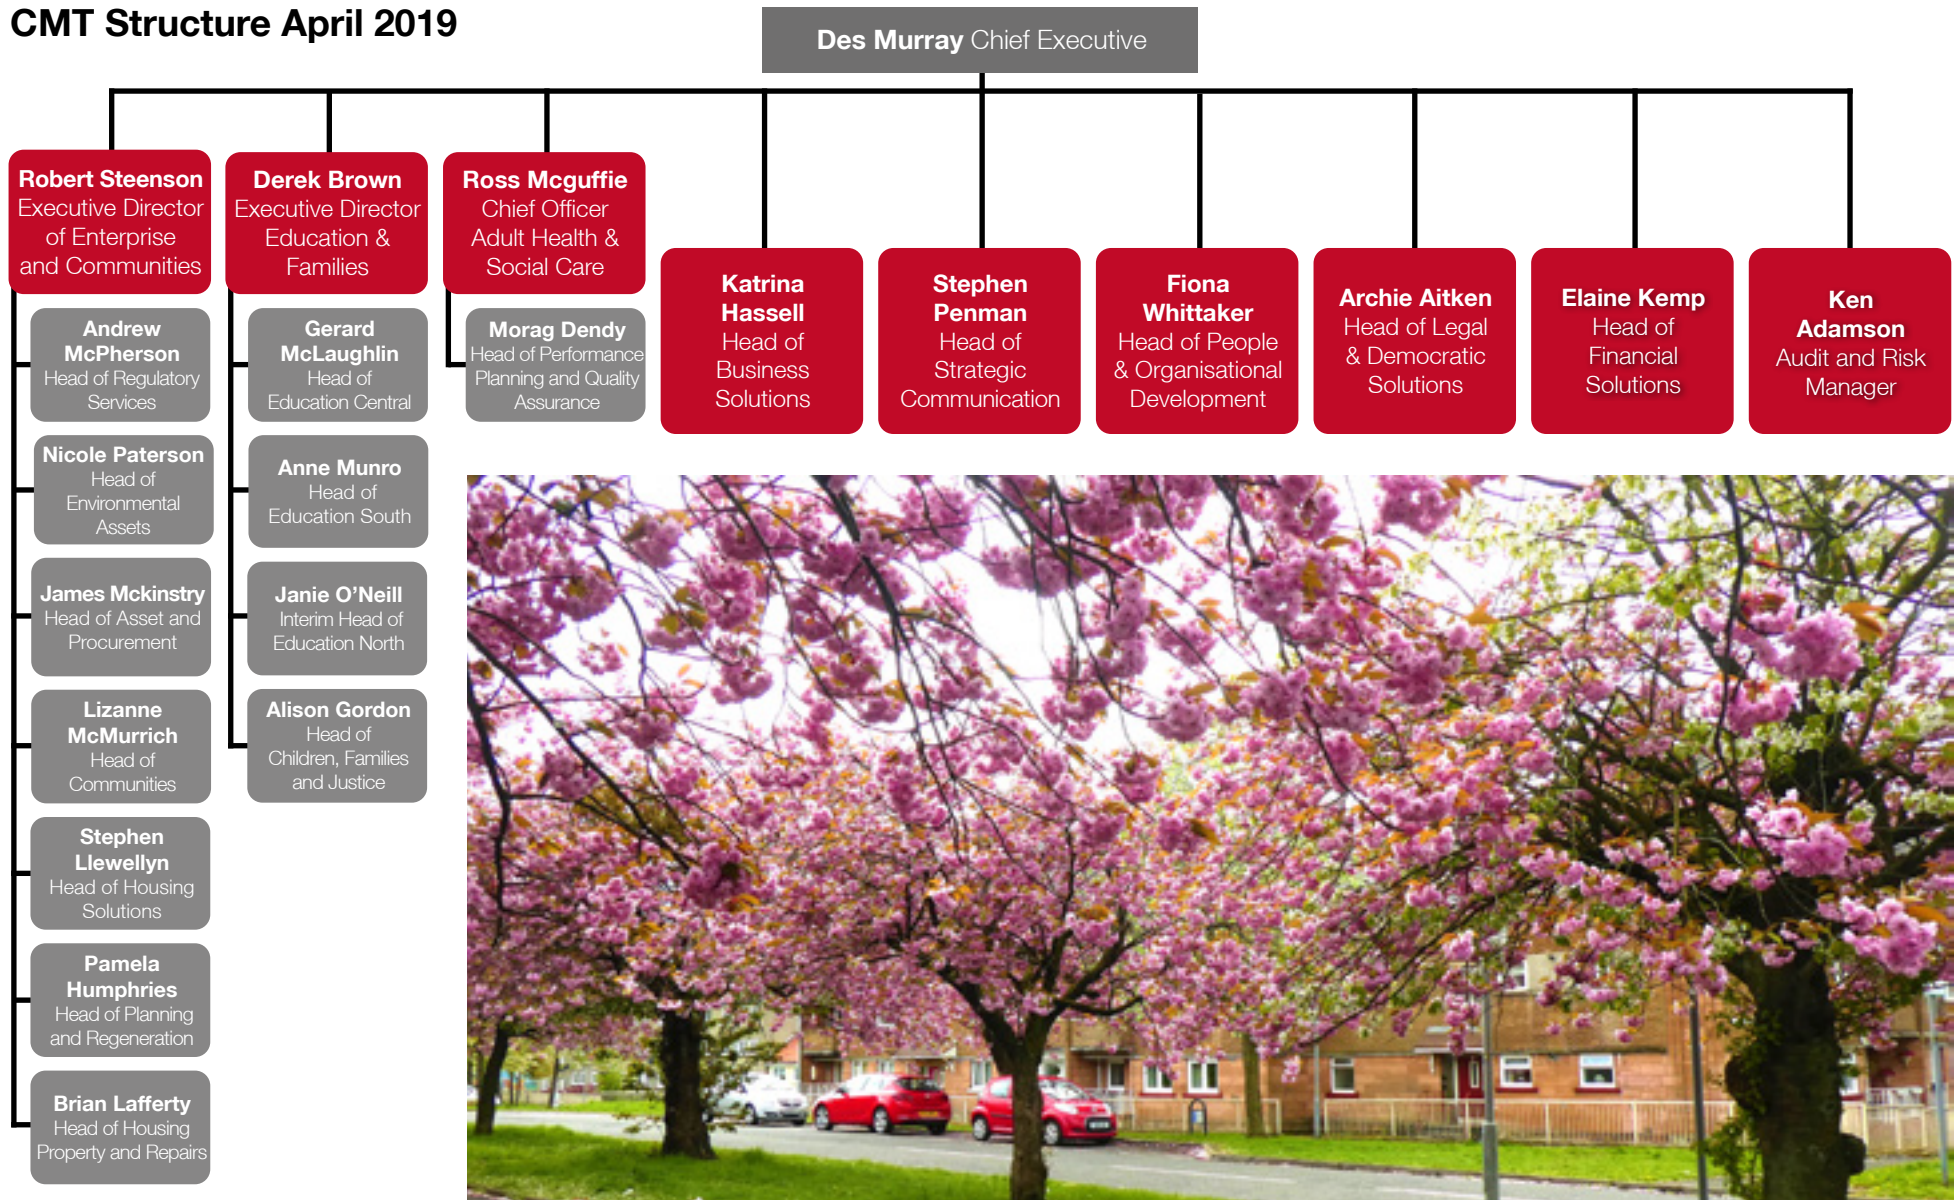 CMT Structure April 2019
Des Murray Chief Executive
Robert Steenson
Executive Director
of Enterprise
and Communities
Andrew
McPherson
Head of Regulatory
Services
Nicole Paterson
Head of
Environmental
Assets
James Mckinstry
Head of Asset and
Procurement
Lizanne
McMurrich
Head of
Communities
Stephen
Llewellyn
Head of Housing
Solutions
Pamela
Humphries
Head of Planning
and Regeneration
Brian Lafferty
Head of Housing
Property and Repairs
Derek Brown
Executive Director
Education &
Families
Gerard
McLaughlin
Head of
Education Central
Anne Munro
Head of
Education South
Janie O’Neill
Interim Head of
Education North
Alison Gordon
Head of
Children, Families
and Justice
Ross Mcguffie
Chief Officer
Adult Health &
Social Care
Morag Dendy
Head of Performance
Planning and Quality
Assurance
Katrina
Hassell
Head of
Business
Solutions
Stephen
Penman
Head of
Strategic
Communication
Fiona
Whittaker
Head of People
& Organisational
Development
Archie Aitken
Head of Legal
& Democratic
Solutions
Elaine Kemp
Head of
Financial
Solutions
Ken
Adamson
Audit and Risk
Manager